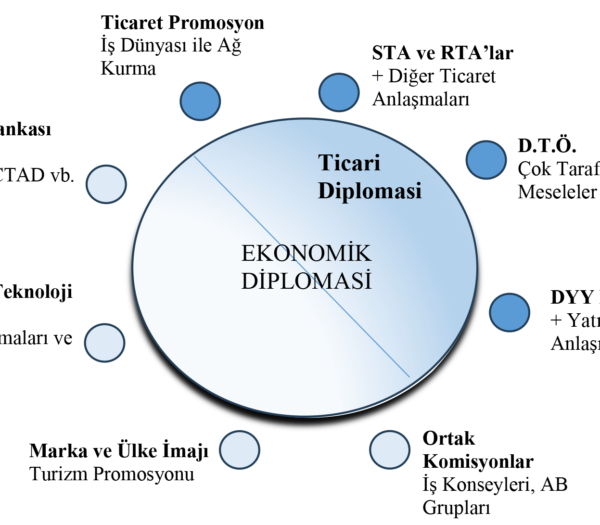 Ticaret Promosyon
İş Dünyası ile Ağ
Kurma
STA ve RTA’lar
+ Diğer Ticaret
Anlaşmaları
D.T.Ö.
Çok Taraf
Meseleler
DYY
+ Yatı
Anlaşı
Ortak
Komisyonlar
İş Konseyleri, AB
Grupları
Marka ve Ülke İmajı
Turizm Promosyonu
Teknoloji
maları ve
ankası
CTAD vb.
Ticari
Diplomasi
EKONOMİK
DİPLOMASİ